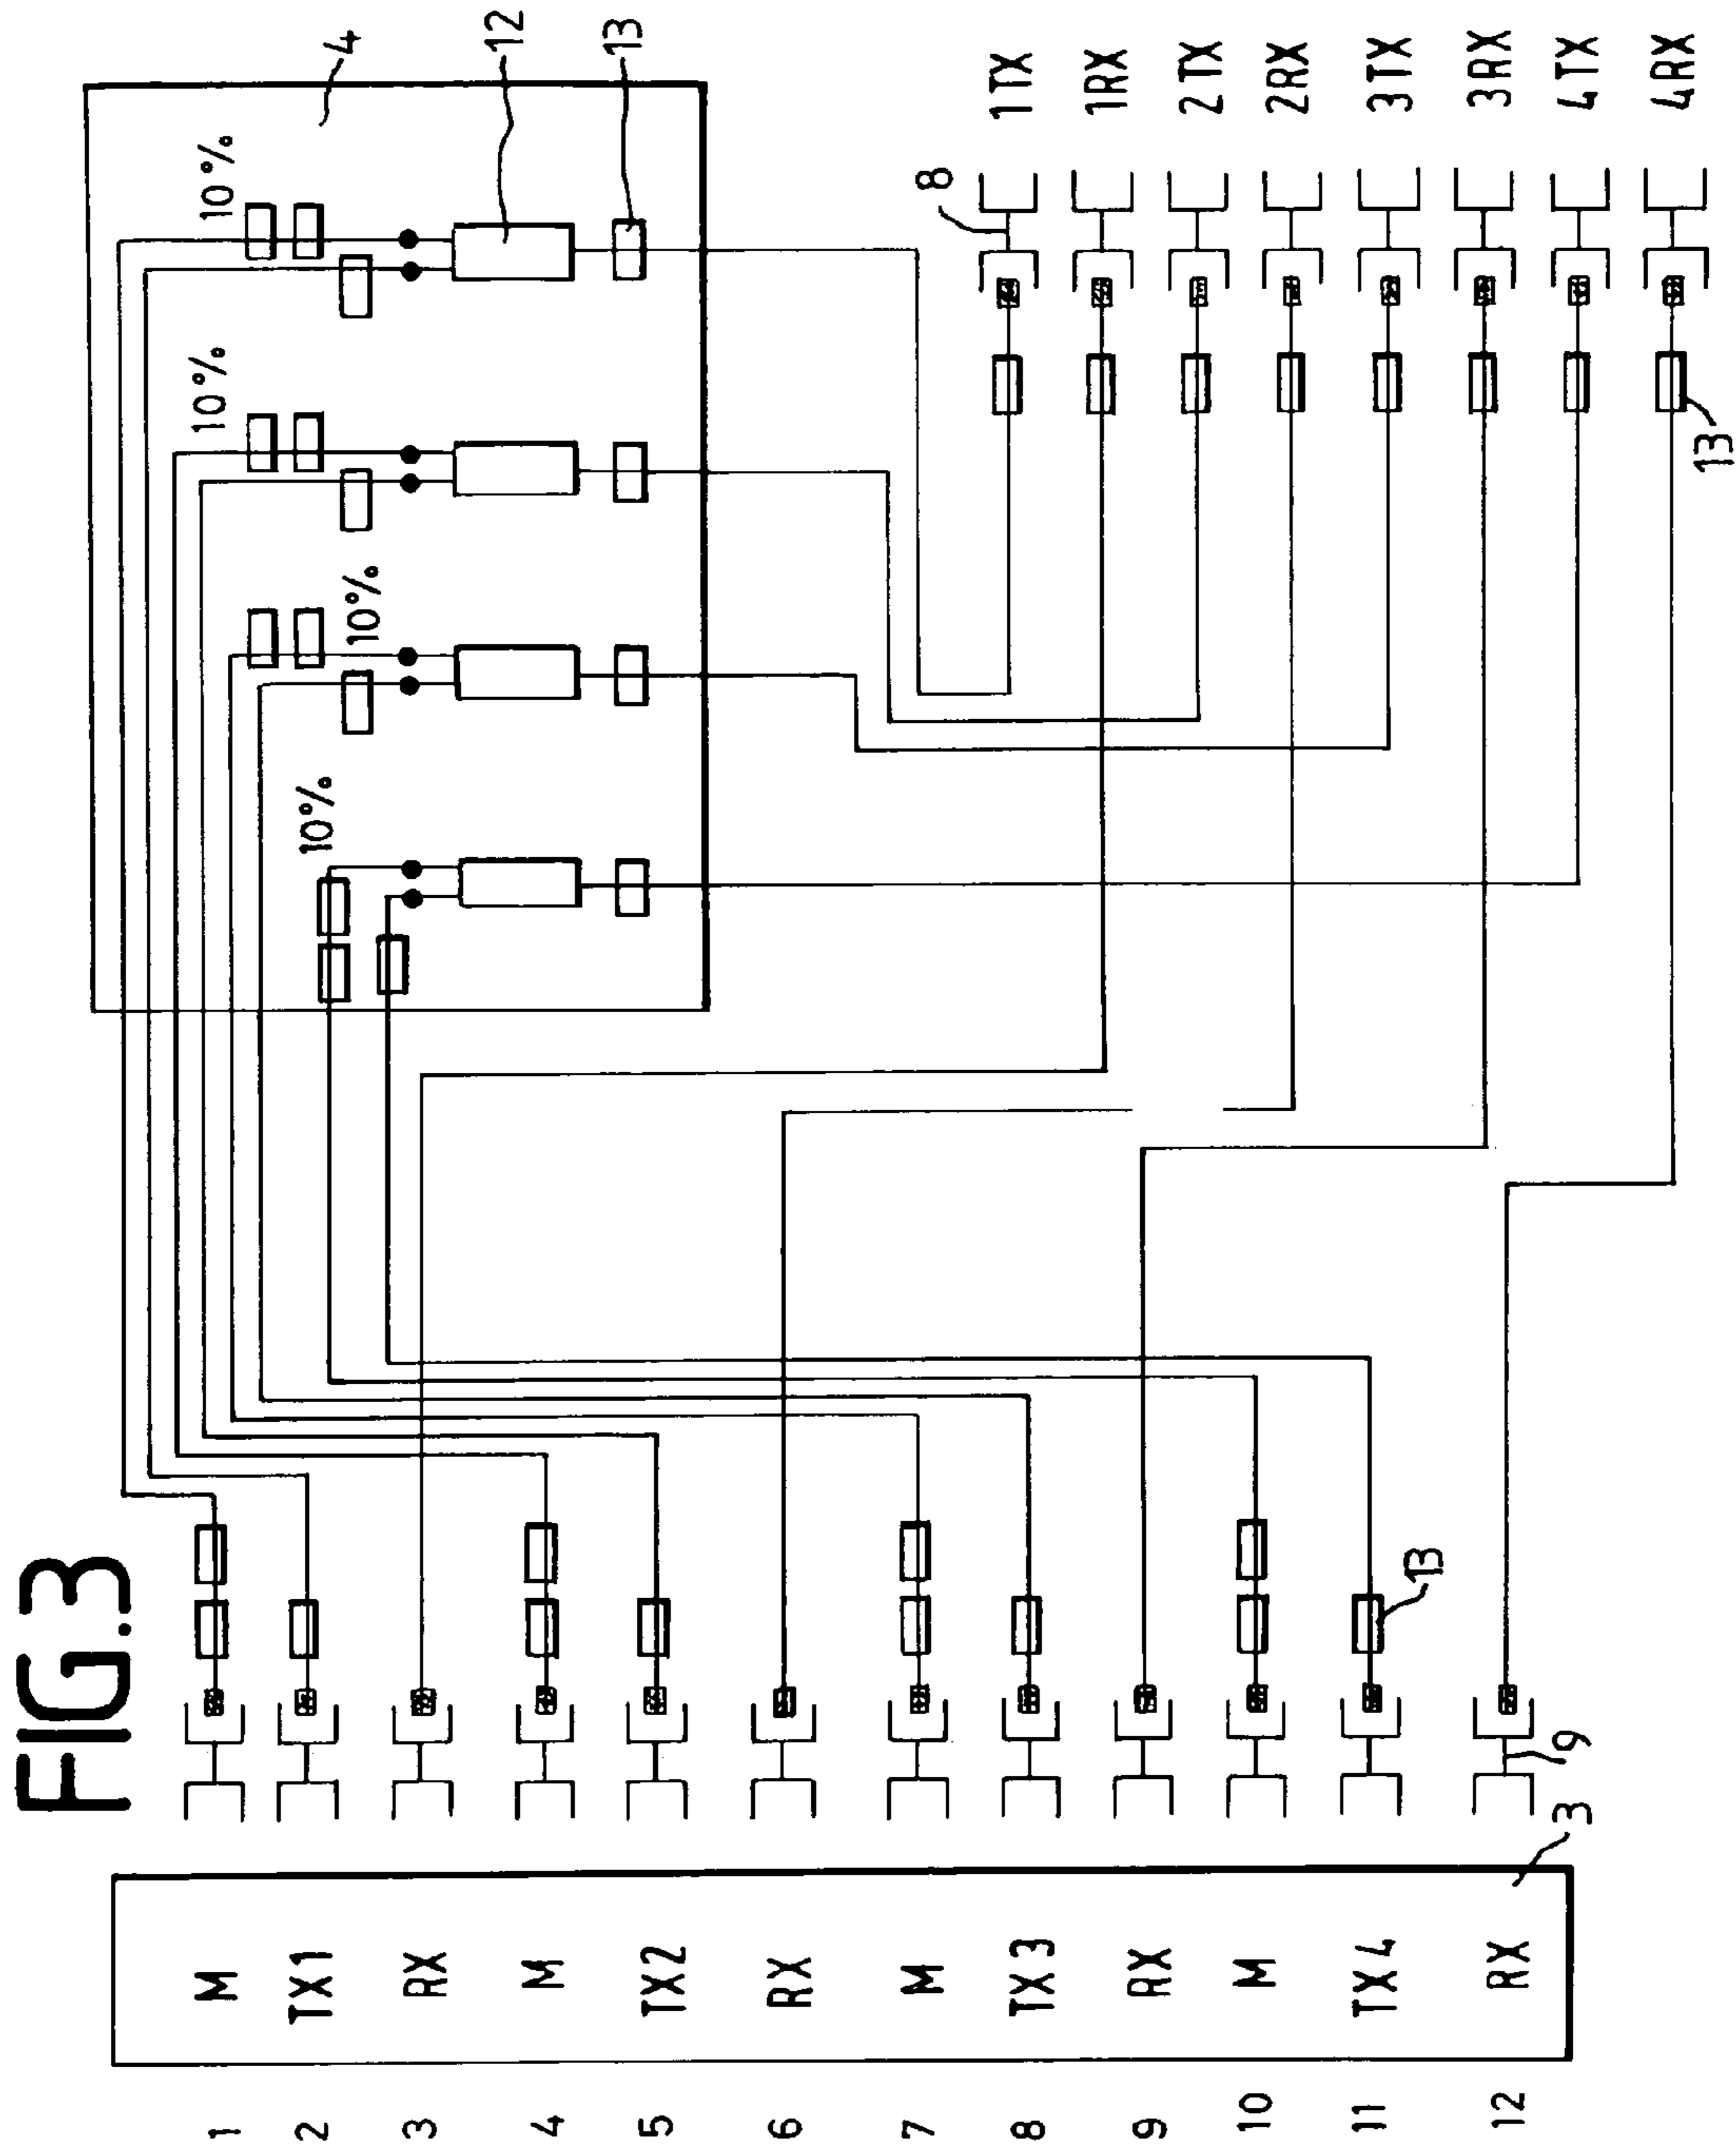 FIG.3
1 M
2 TX1
3 RX
4 M
5 TX2
6 RX
7 M
8 TX3
9 RX
10 M
11 TX4
12 RX
3
9
13
10%
10%
10%
10%
4
12
13
8
1TX
1RX
2TX
2RX
3TX
3RX
4TX
4RX
13